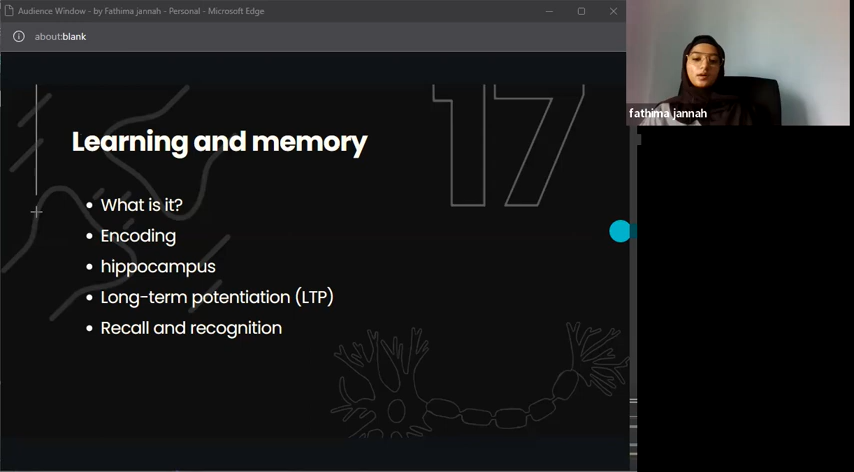 Audience Window - by Fathima jannah - Personal - Microsoft Edge
about:blank
17
Learning and memory
• What is it?
• Encoding
• hippocampus
• Long-term potentiation (LTP)
• Recall and recognition
fathima jannah